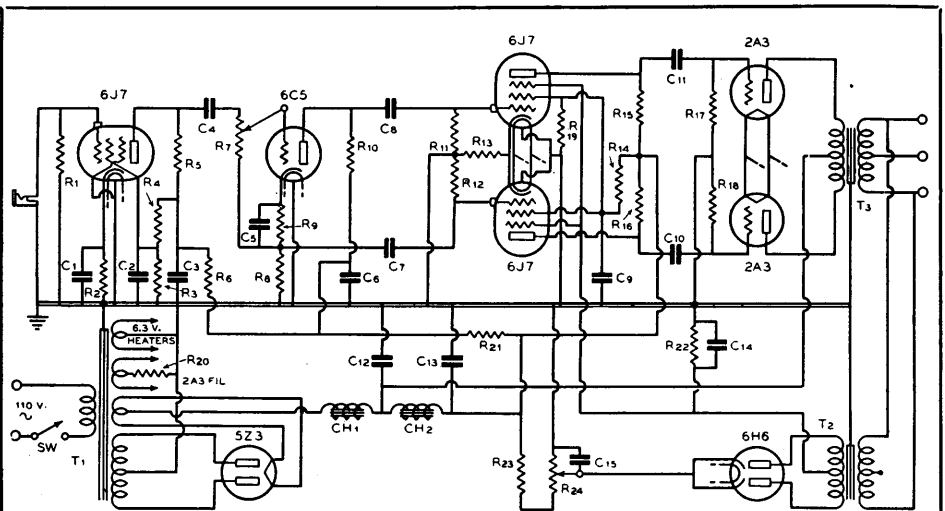 6J7
6C5
6J7
2A3
C4
C8
C11
R7
R1
R4
R5
R10
R11
R13
R19
R15
R17
R14
R12
R18
T3
C5
R9
C7
R16
C10
6J7
2A3
C1
R2
C2
C3
R3
R6
R8
C6
C9
6.3 V. HEATERS
R20
2A3 FIL
R21
C12
C13
R22
C14
110 V.
SW
T1
CH1
CH2
5Z3
R23
C15
R24
6H6
T2